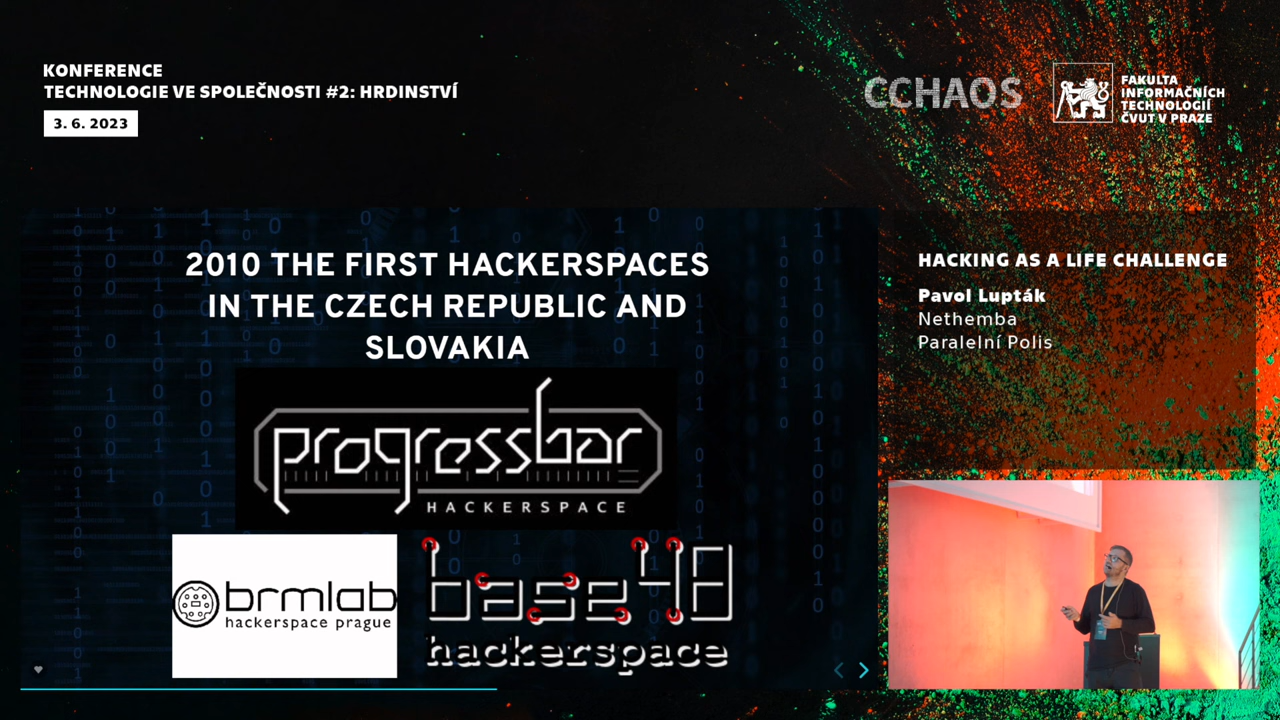 KONFERENCE
TECHNOLOGIE VE SPOLEČNOSTI #2: HRDINSTVÍ
3. 6. 2023
CCHAOS
FAKULTA
INFORMAČNÍCH
TECHNOLOGIÍ
ČVUT V PRAZE
2010 THE FIRST HACKERSPACES
IN THE CZECH REPUBLIC AND
SLOVAKIA
progressbar
HACKERSPACE
brmlab
hackerspace prague
base48
hackerspace
HACKING AS A LIFE CHALLENGE
Pavol Lupták
Nethemba
Paralelní Polis